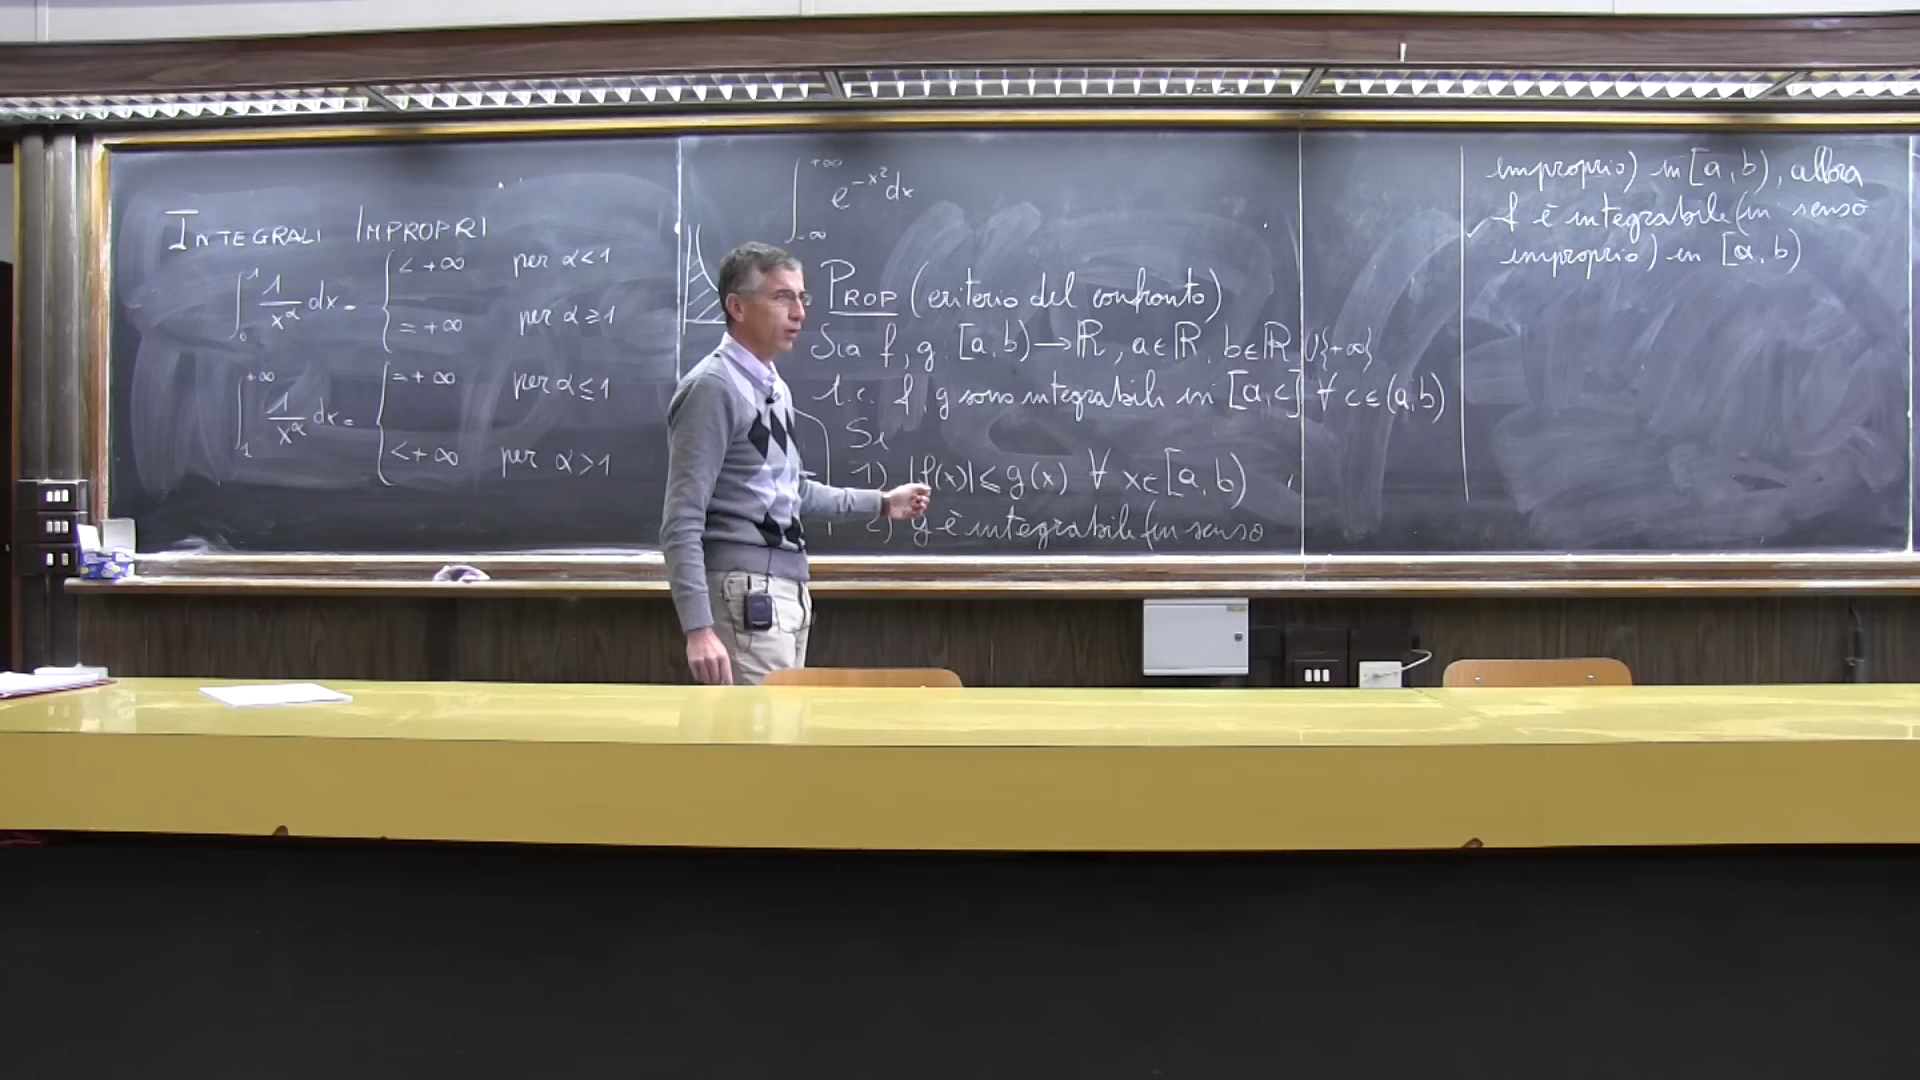 INTEGRALI IMPROPRI
∫₀¹ 1/x^α dx = { < +∞ per α < 1
= +∞ per α ≥ 1
∫₁^{+∞} 1/x^α dx = { = +∞ per α ≤ 1
< +∞ per α > 1
∫_{-∞}^{+∞} e^{-x²} dx
PROP (criterio del confronto)
Sia f, g : [a, b) → ℝ, a ∈ ℝ, b ∈ ℝ ∪ {+∞}
t.c. f, g sono integrabili in [a, c] ∀ c ∈ (a, b)
Se
1) |f(x)| ≤ g(x) ∀ x ∈ [a, b)
2) g è integrabile (in senso
improprio) in [a, b), allora
f è integrabile (in senso
improprio) in [a, b)